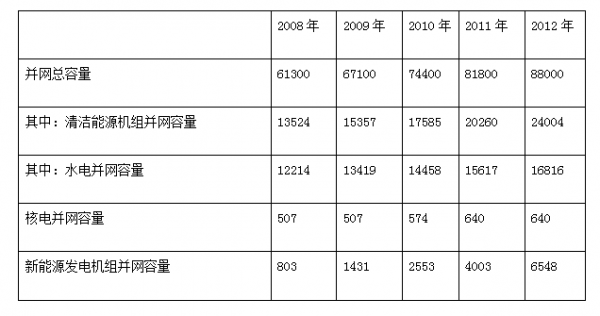 2008 年 2009 年 2010 年 2011 年 2012 年
并网总容量 61300 67100 74400 81800 88000
其中：清洁能源机组并网容量 13524 15357 17585 20260 24004
其中：水电并网容量 12214 13419 14458 15617 16816
核电并网容量 507 507 574 640 640
新能源发电机组并网容量 803 1431 2553 4003 6548